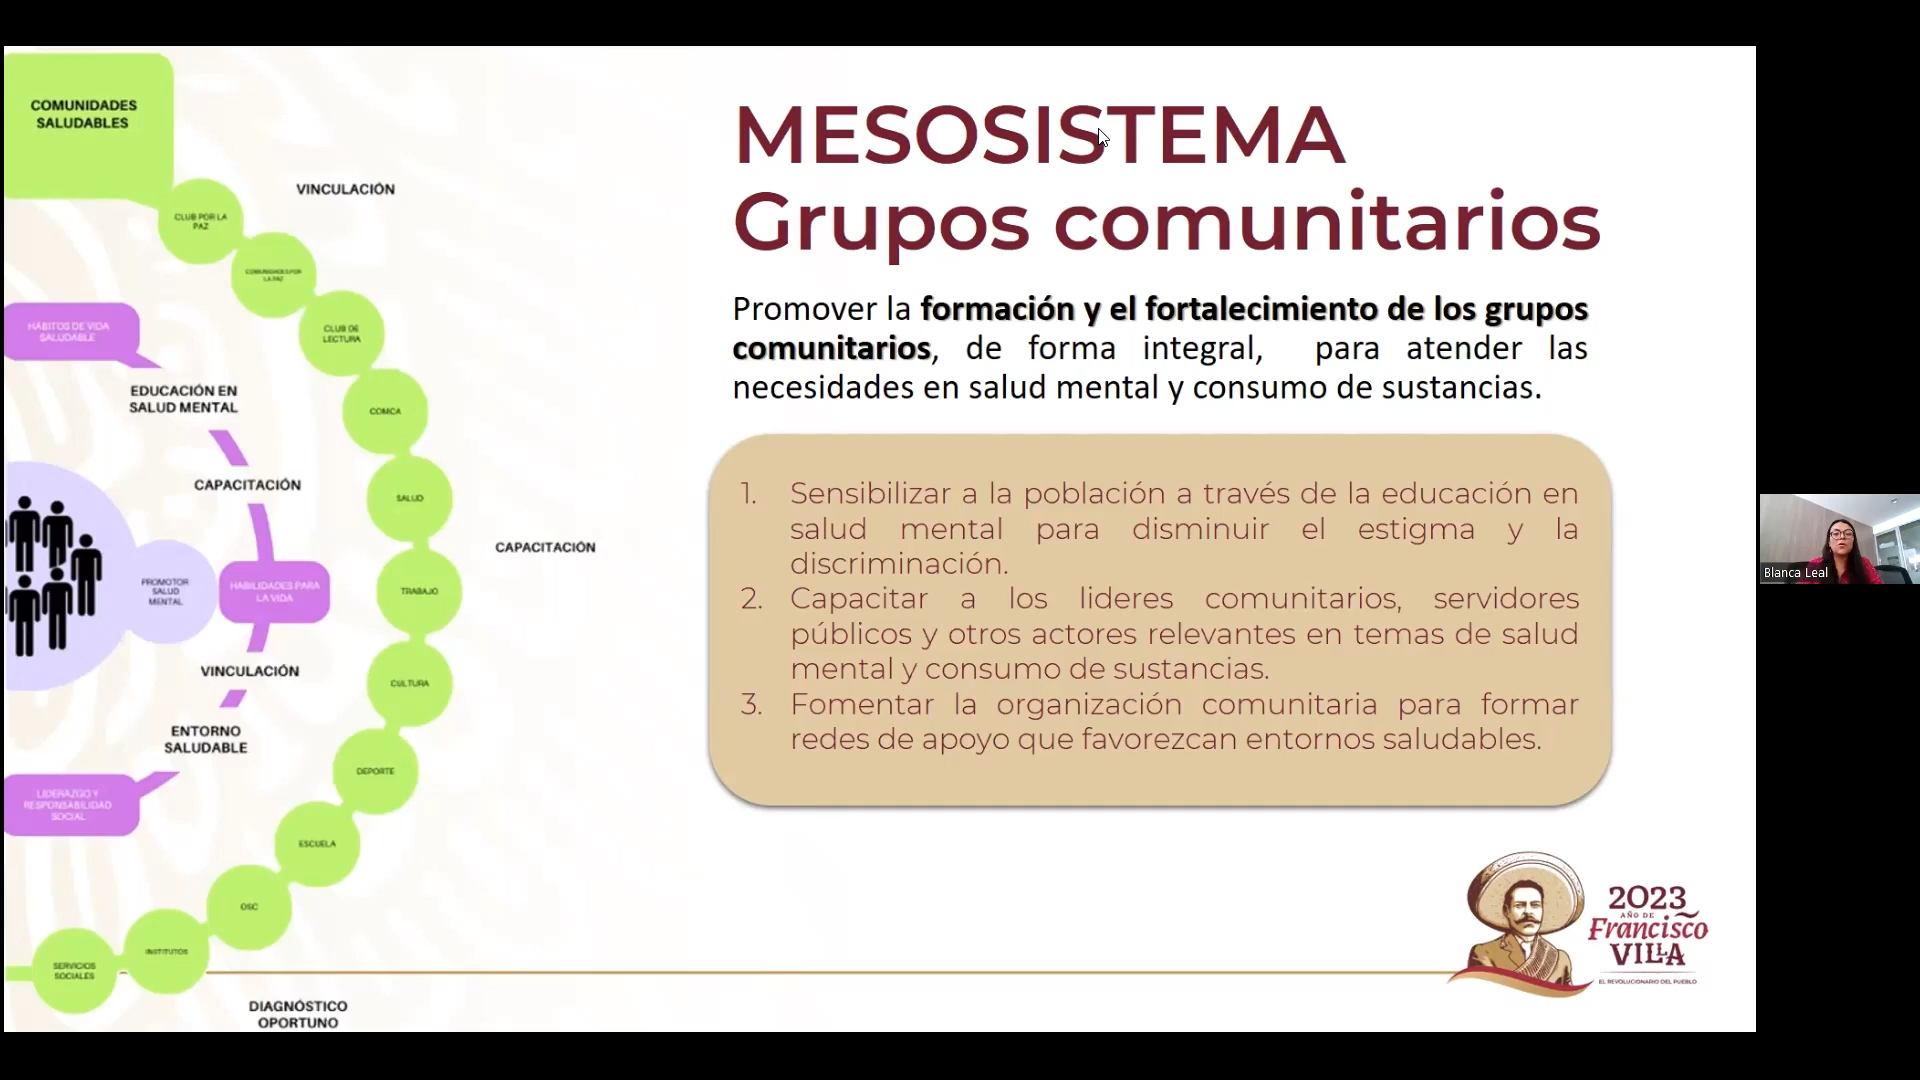 COMUNIDADES
SALUDABLES
VINCULACIÓN
CLUB POR LA
PAZ
COMUNIDADES POR
LA PAZ
CLUB DE
LECTURA
HÁBITOS DE VIDA
SALUDABLE
EDUCACIÓN EN
SALUD MENTAL
COMCA
CAPACITACIÓN
SALUD
CAPACITACIÓN
PROMOTOR
SALUD
MENTAL
HABILIDADES PARA
LA VIDA
TRABAJO
VINCULACIÓN
CULTURA
ENTORNO
SALUDABLE
DEPORTE
LIDERAZGO Y
RESPONSABILIDAD
SOCIAL
ESCUELA
OSC
INSTITUTOS
SERVICIOS
SOCIALES
DIAGNÓSTICO
OPORTUNO
MESOSISTEMA
Grupos comunitarios
Promover la formación y el fortalecimiento de los grupos
comunitarios, de forma integral, para atender las
necesidades en salud mental y consumo de sustancias.
1. Sensibilizar a la población a través de la educación en
salud mental para disminuir el estigma y la
discriminación.
2. Capacitar a los lideres comunitarios, servidores
públicos y otros actores relevantes en temas de salud
mental y consumo de sustancias.
3. Fomentar la organización comunitaria para formar
redes de apoyo que favorezcan entornos saludables.
2023
AÑO DE
Francisco
VILLA
EL REVOLUCIONARIO DEL PUEBLO
Blanca Leal